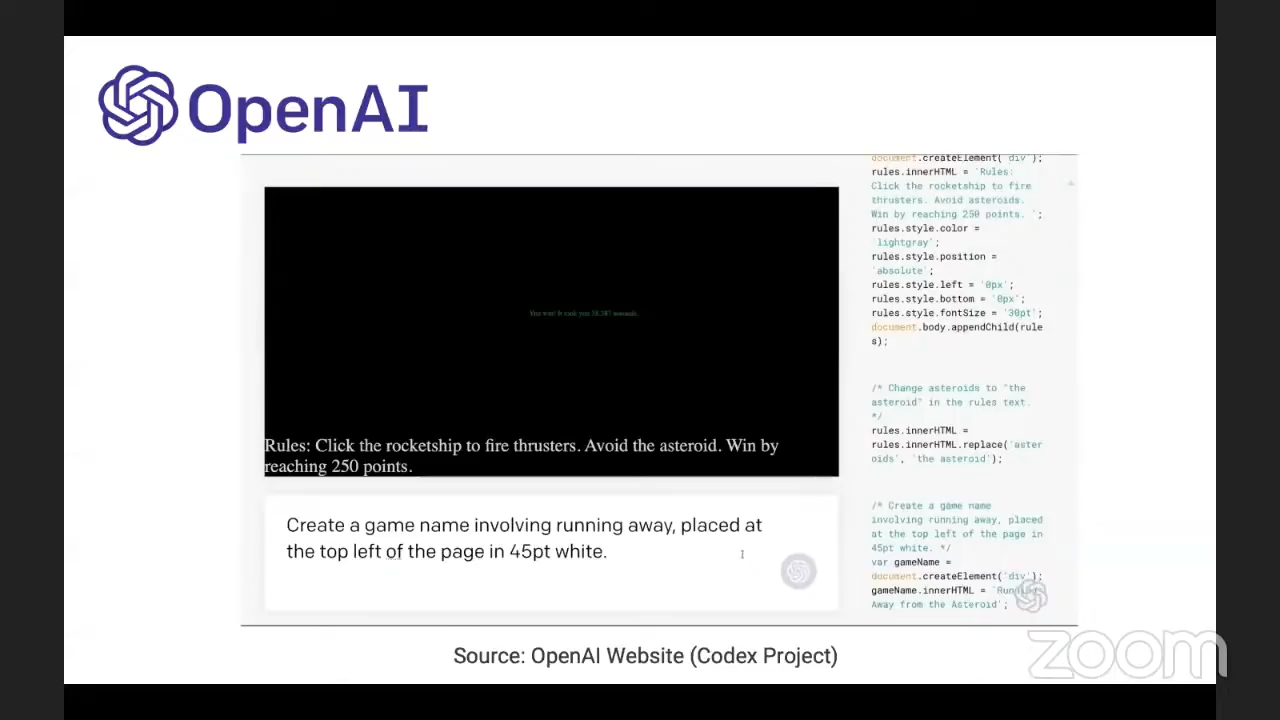 OpenAI
You win! It took you
Rules: Click the rocketship to fire thrusters. Avoid the asteroid. Win by
reaching 250 points.
Create a game name involving running away, placed at
the top left of the page in 45pt white.
document.createElement(`div`);
rules.innerHTML = `Rules:
Click the rocketship to fire
thrusters. Avoid asteroids.
Win by reaching 250 points. `;
rules.style.color =
`lightgray`;
rules.style.position =
`absolute`;
rules.style.left = `0px`;
rules.style.bottom = `0px`;
rules.style.fontSize = `30pt`;
document.body.appendChild(rule
s);
/* Change asteroids to "the
asteroid" in the rules text.
*/
rules.innerHTML =
rules.innerHTML.replace(`aster
oids`, `the asteroid`);
/* Create a game name
involving running away, placed
at the top left of the page in
45pt white. */
var gameName =
document.createElement(`div`);
gameName.innerHTML = `Running
Away from the Asteroid`;
Source: OpenAI Website (Codex Project)
zoom